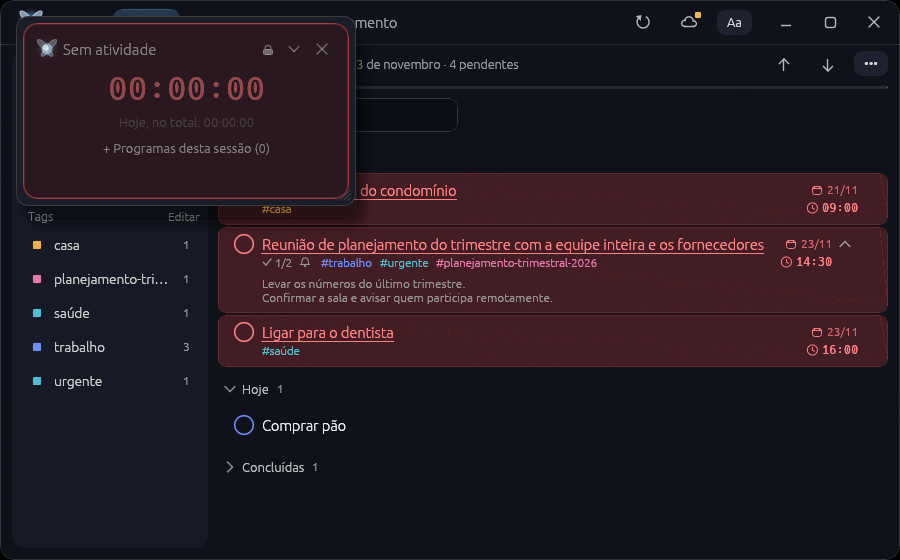 mento
Aa
Sem atividade
00:00:00
Hoje, no total: 00:00:00
+ Programas desta sessão (0)
3 de novembro · 4 pendentes
do condomínio
21/11
#casa
09:00
Tags
Editar
casa 1
planejamento-tri... 1
saúde 1
trabalho 3
urgente 1
Reunião de planejamento do trimestre com a equipe inteira e os fornecedores
23/11
1/2 #trabalho #urgente #planejamento-trimestral-2026
14:30
Levar os números do último trimestre.
Confirmar a sala e avisar quem participa remotamente.
Ligar para o dentista
23/11
#saúde
16:00
Hoje 1
Comprar pão
Concluídas 1